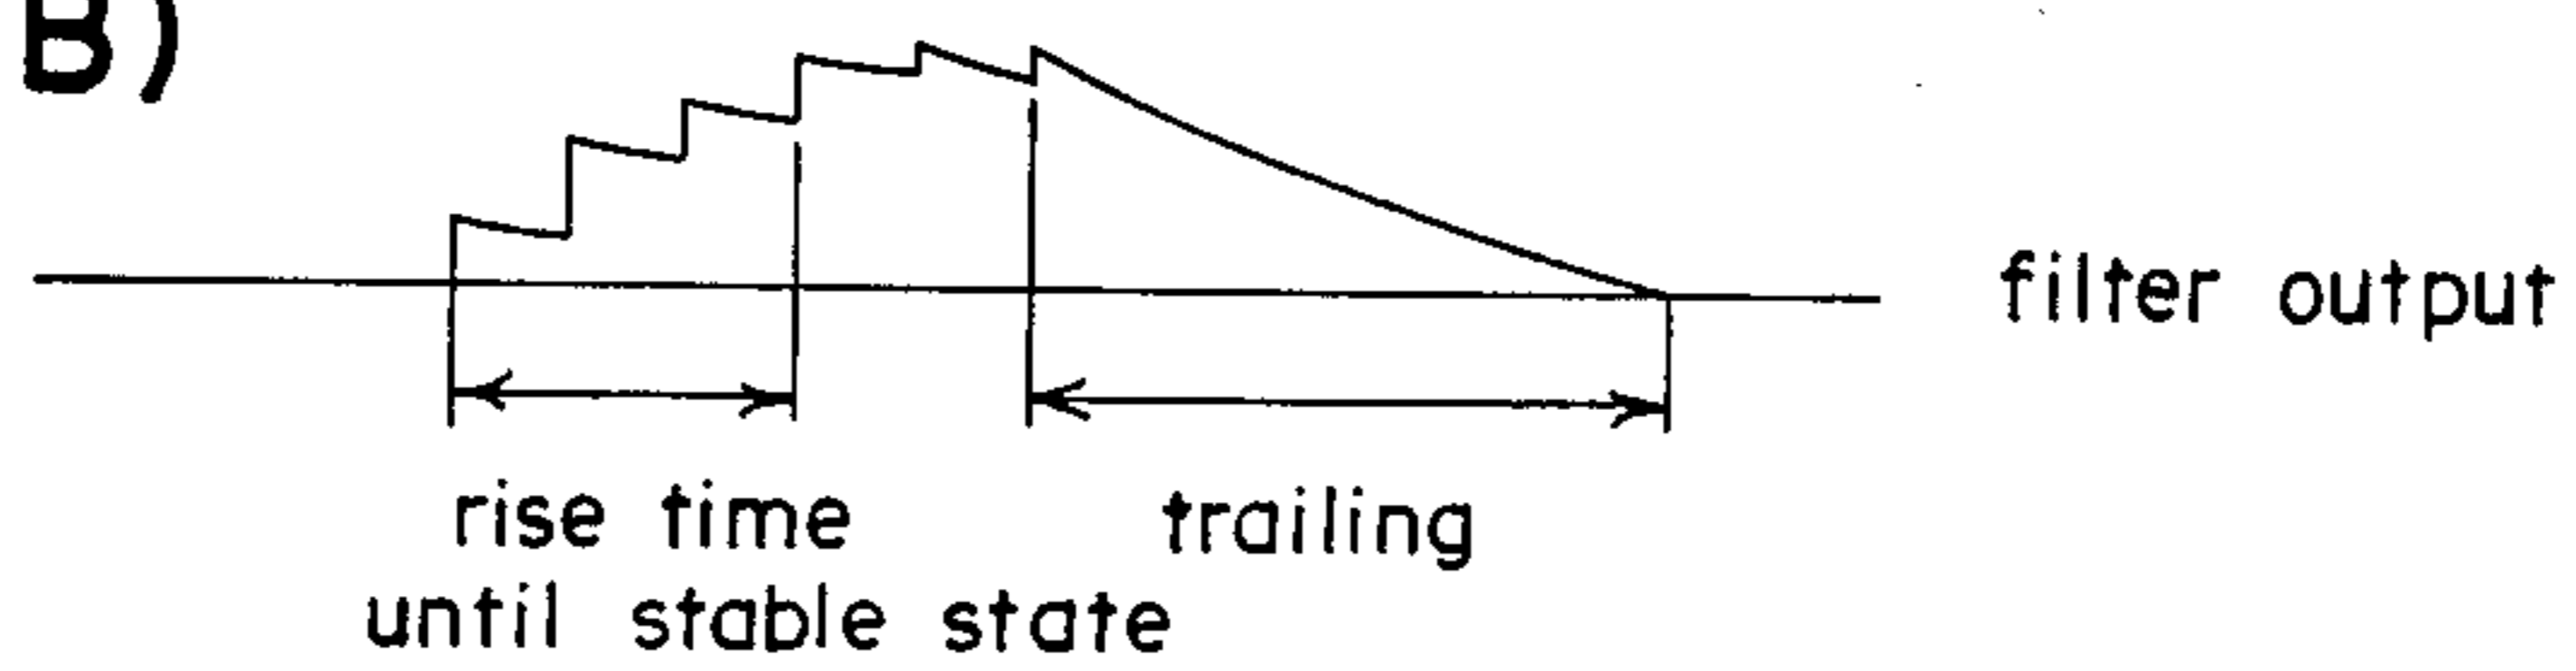 B)
filter output
rise time
until stable state
trailing